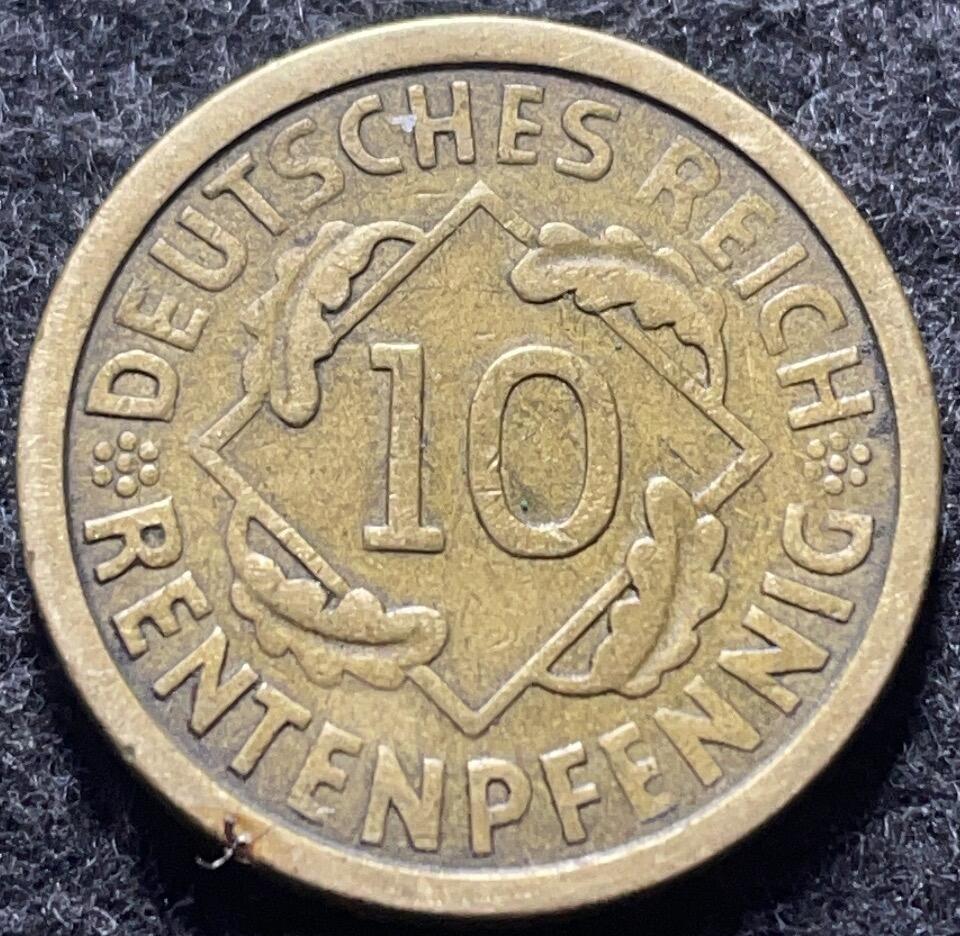 DEUTSCHES REICH
10
RENTENPFENNIG